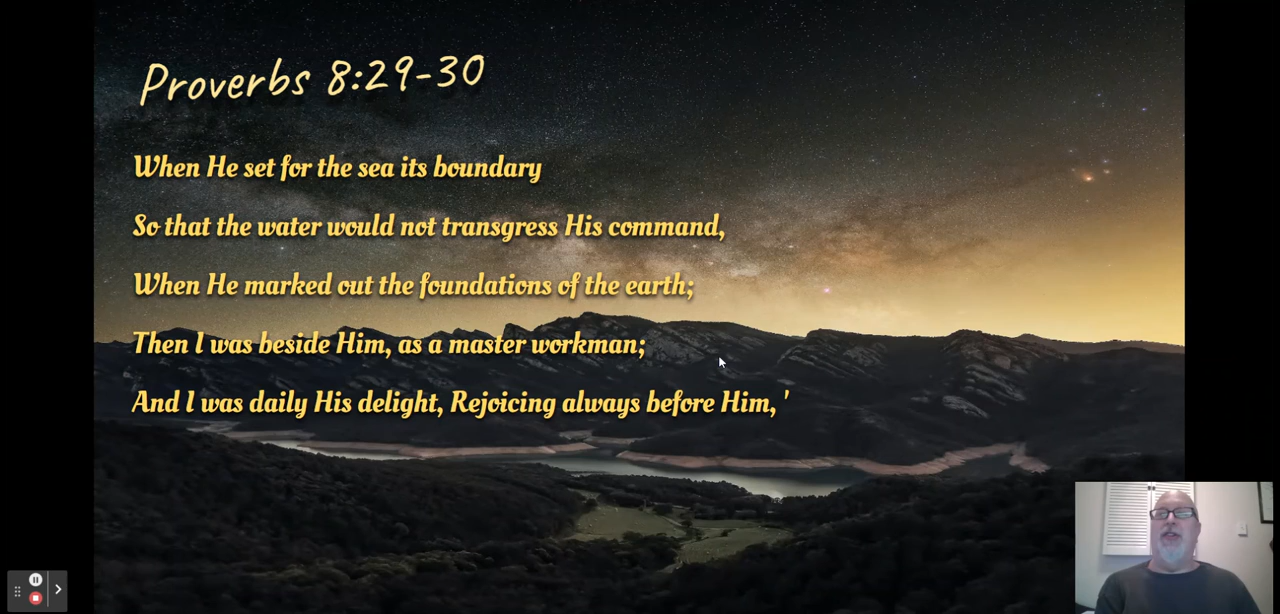 Proverbs 8:29-30
When He set for the sea its boundary
So that the water would not transgress His command,
When He marked out the foundations of the earth;
Then I was beside Him, as a master workman;
And I was daily His delight, Rejoicing always before Him, '